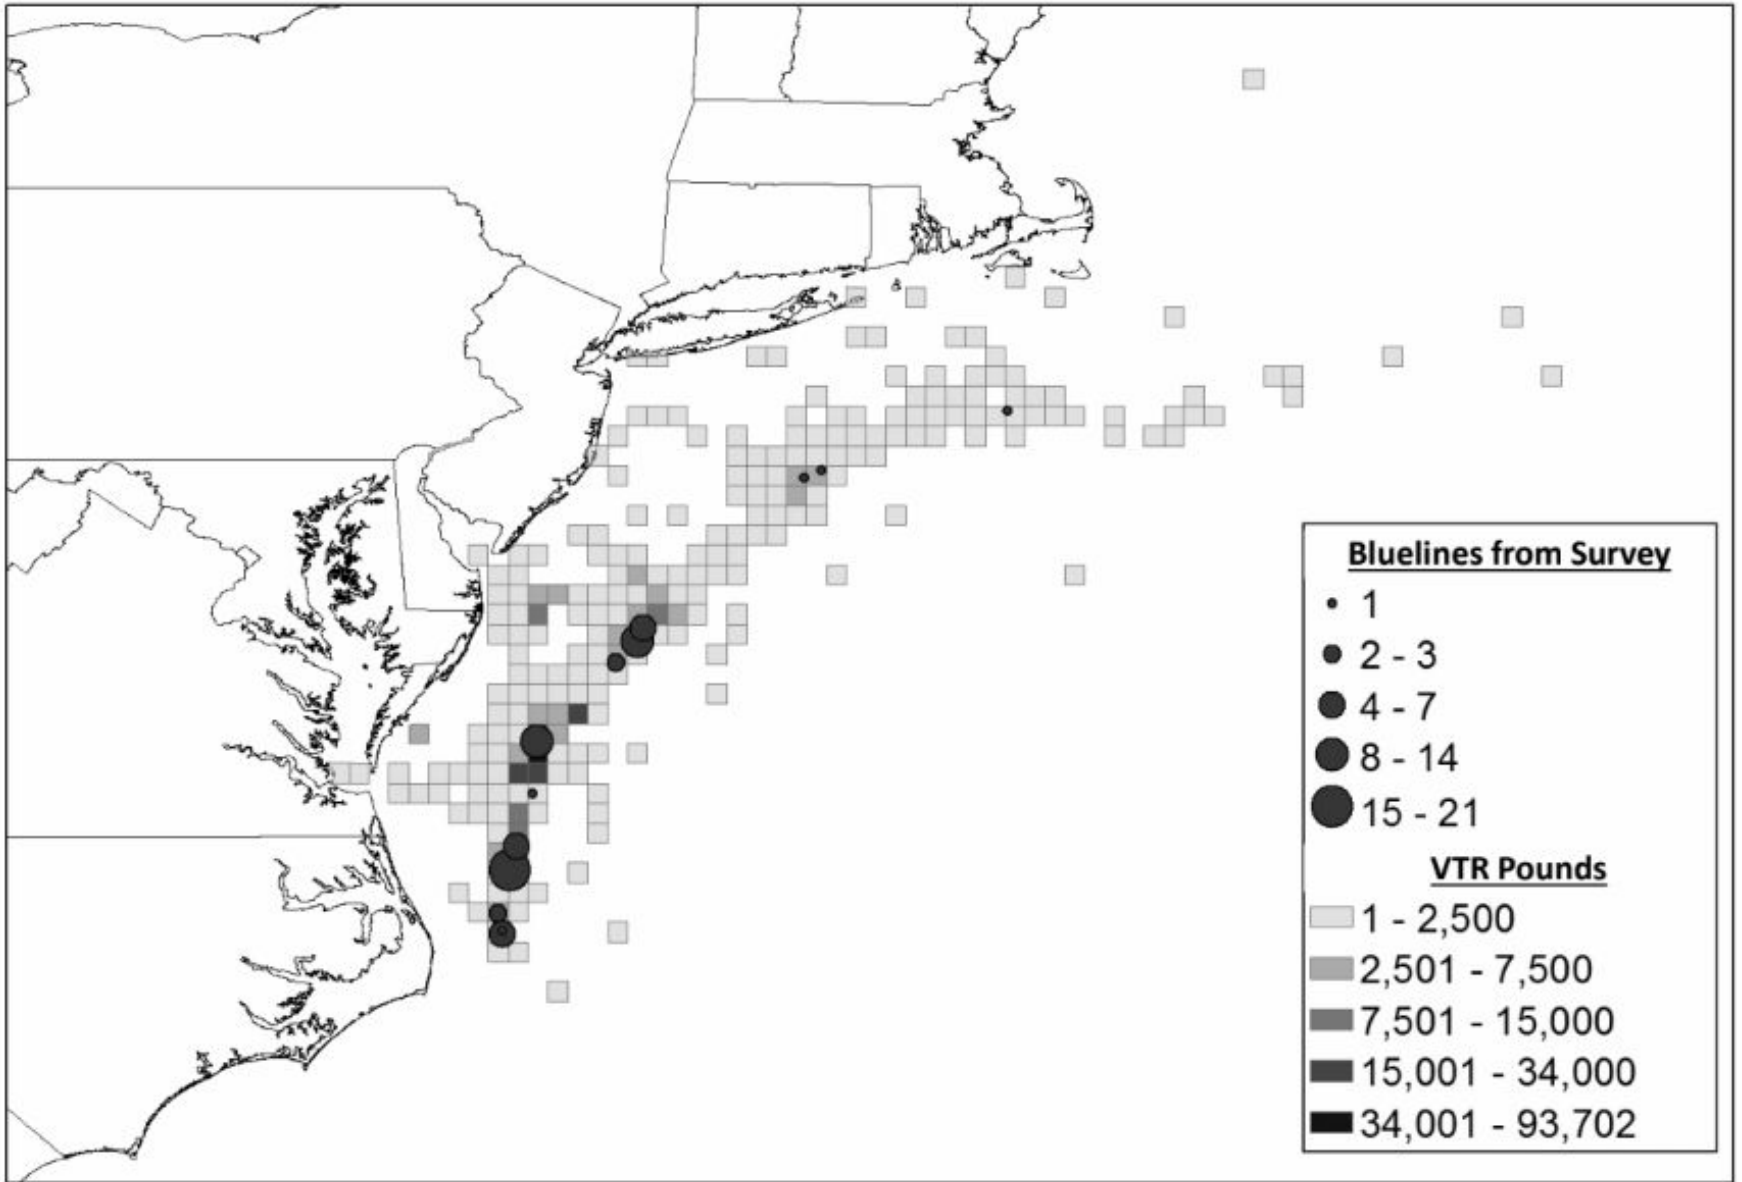 Bluelines from Survey
1
2 - 3
4 - 7
8 - 14
15 - 21
VTR Pounds
1 - 2,500
2,501 - 7,500
7,501 - 15,000
15,001 - 34,000
34,001 - 93,702